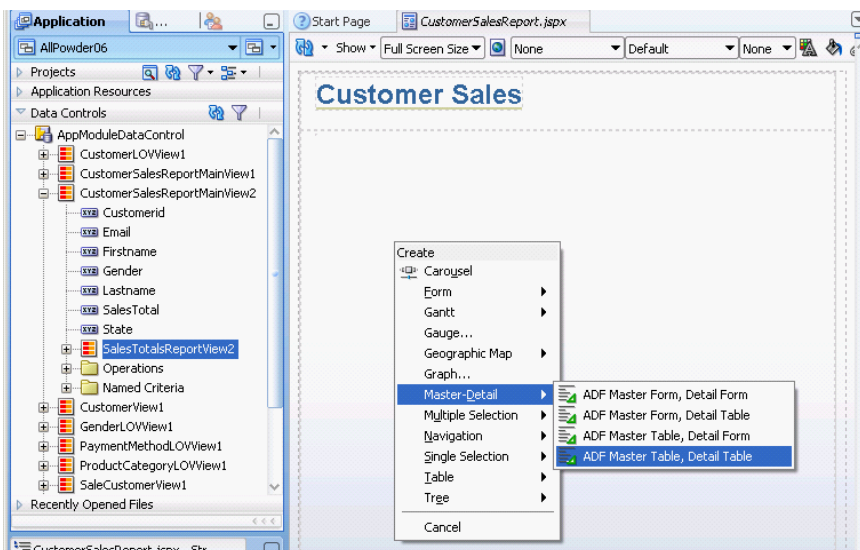 Application
...
Start Page
CustomerSalesReport.jspx
AllPowder06
Show
Full Screen Size
None
Default
None
Projects
Application Resources
Data Controls
AppModuleDataControl
CustomerLOVView1
CustomerSalesReportMainView1
CustomerSalesReportMainView2
Customerid
Email
Firstname
Gender
Lastname
SalesTotal
State
SalesTotalsReportView2
Operations
Named Criteria
CustomerView1
GenderLOVView1
PaymentMethodLOVView1
ProductCategoryLOVView1
SaleCustomerView1
Recently Opened Files
CustomerSalesReport.jspx - Str...
Customer Sales
Create
Carousel
Form
Gantt
Gauge...
Geographic Map
Graph...
Master-Detail
Multiple Selection
Navigation
Single Selection
Table
Tree
Cancel
ADF Master Form, Detail Form
ADF Master Form, Detail Table
ADF Master Table, Detail Form
ADF Master Table, Detail Table